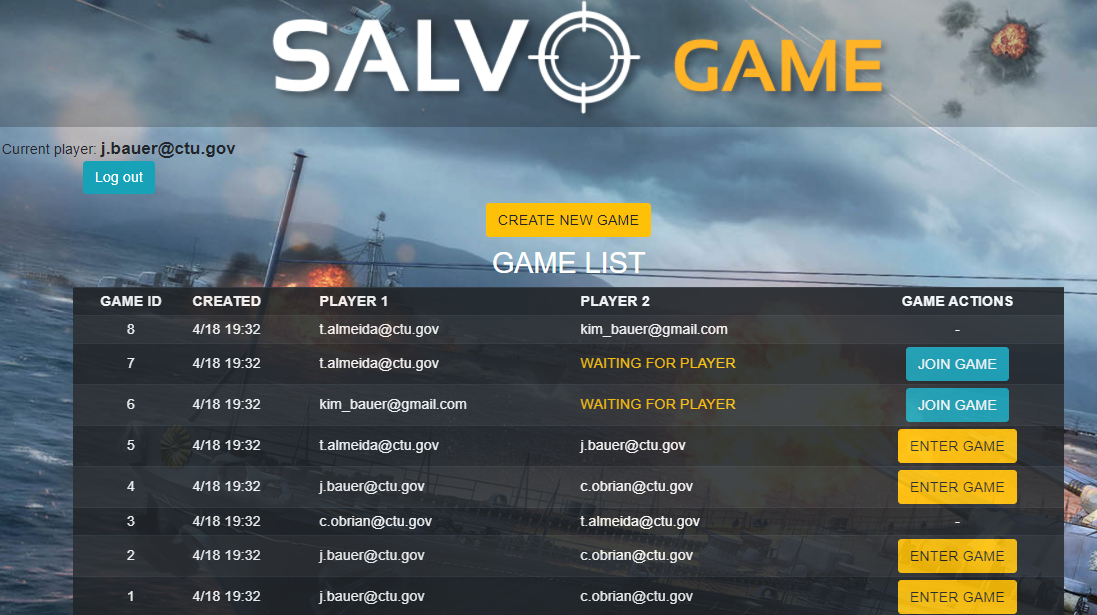 SALVO GAME
Current player: j.bauer@ctu.gov
Log out
CREATE NEW GAME
GAME LIST
GAME ID CREATED PLAYER 1 PLAYER 2 GAME ACTIONS
8 4/18 19:32 t.almeida@ctu.gov kim_bauer@gmail.com -
7 4/18 19:32 t.almeida@ctu.gov WAITING FOR PLAYER JOIN GAME
6 4/18 19:32 kim_bauer@gmail.com WAITING FOR PLAYER JOIN GAME
5 4/18 19:32 t.almeida@ctu.gov j.bauer@ctu.gov ENTER GAME
4 4/18 19:32 j.bauer@ctu.gov c.obrian@ctu.gov ENTER GAME
3 4/18 19:32 c.obrian@ctu.gov t.almeida@ctu.gov -
2 4/18 19:32 j.bauer@ctu.gov c.obrian@ctu.gov ENTER GAME
1 4/18 19:32 j.bauer@ctu.gov c.obrian@ctu.gov ENTER GAME